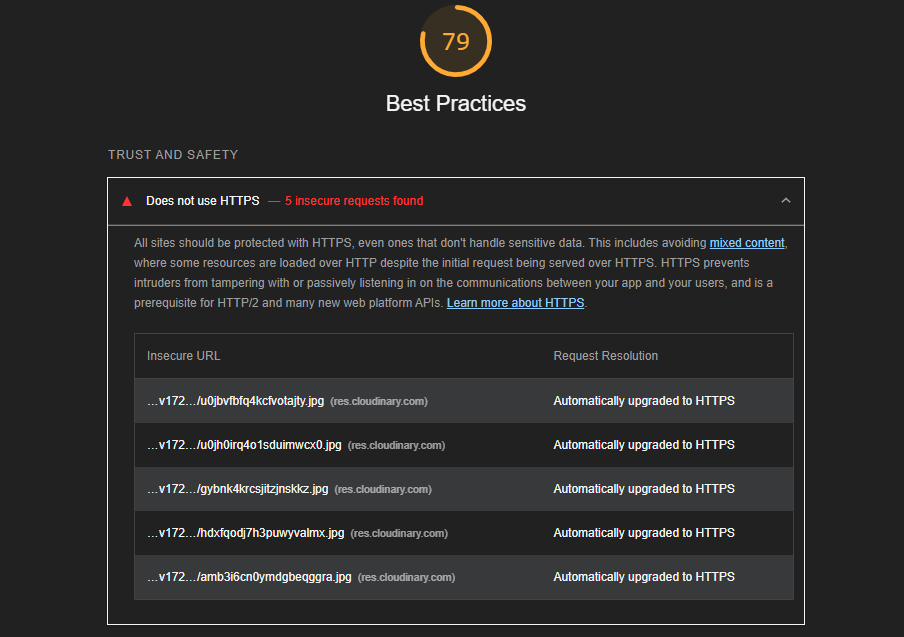 79
Best Practices
TRUST AND SAFETY
Does not use HTTPS — 5 insecure requests found
All sites should be protected with HTTPS, even ones that don't handle sensitive data. This includes avoiding mixed content,
where some resources are loaded over HTTP despite the initial request being served over HTTPS. HTTPS prevents
intruders from tampering with or passively listening in on the communications between your app and your users, and is a
prerequisite for HTTP/2 and many new web platform APIs. Learn more about HTTPS.
Insecure URL Request Resolution
…v172…/u0jbvfbfq4kcfvotajty.jpg (res.cloudinary.com) Automatically upgraded to HTTPS
…v172…/u0jh0irq4o1sduimwcx0.jpg (res.cloudinary.com) Automatically upgraded to HTTPS
…v172…/gybnk4krcsjitzjnskkz.jpg (res.cloudinary.com) Automatically upgraded to HTTPS
…v172…/hdxfqodj7h3puwyvalmx.jpg (res.cloudinary.com) Automatically upgraded to HTTPS
…v172…/amb3i6cn0ymdgbeqggra.jpg (res.cloudinary.com) Automatically upgraded to HTTPS